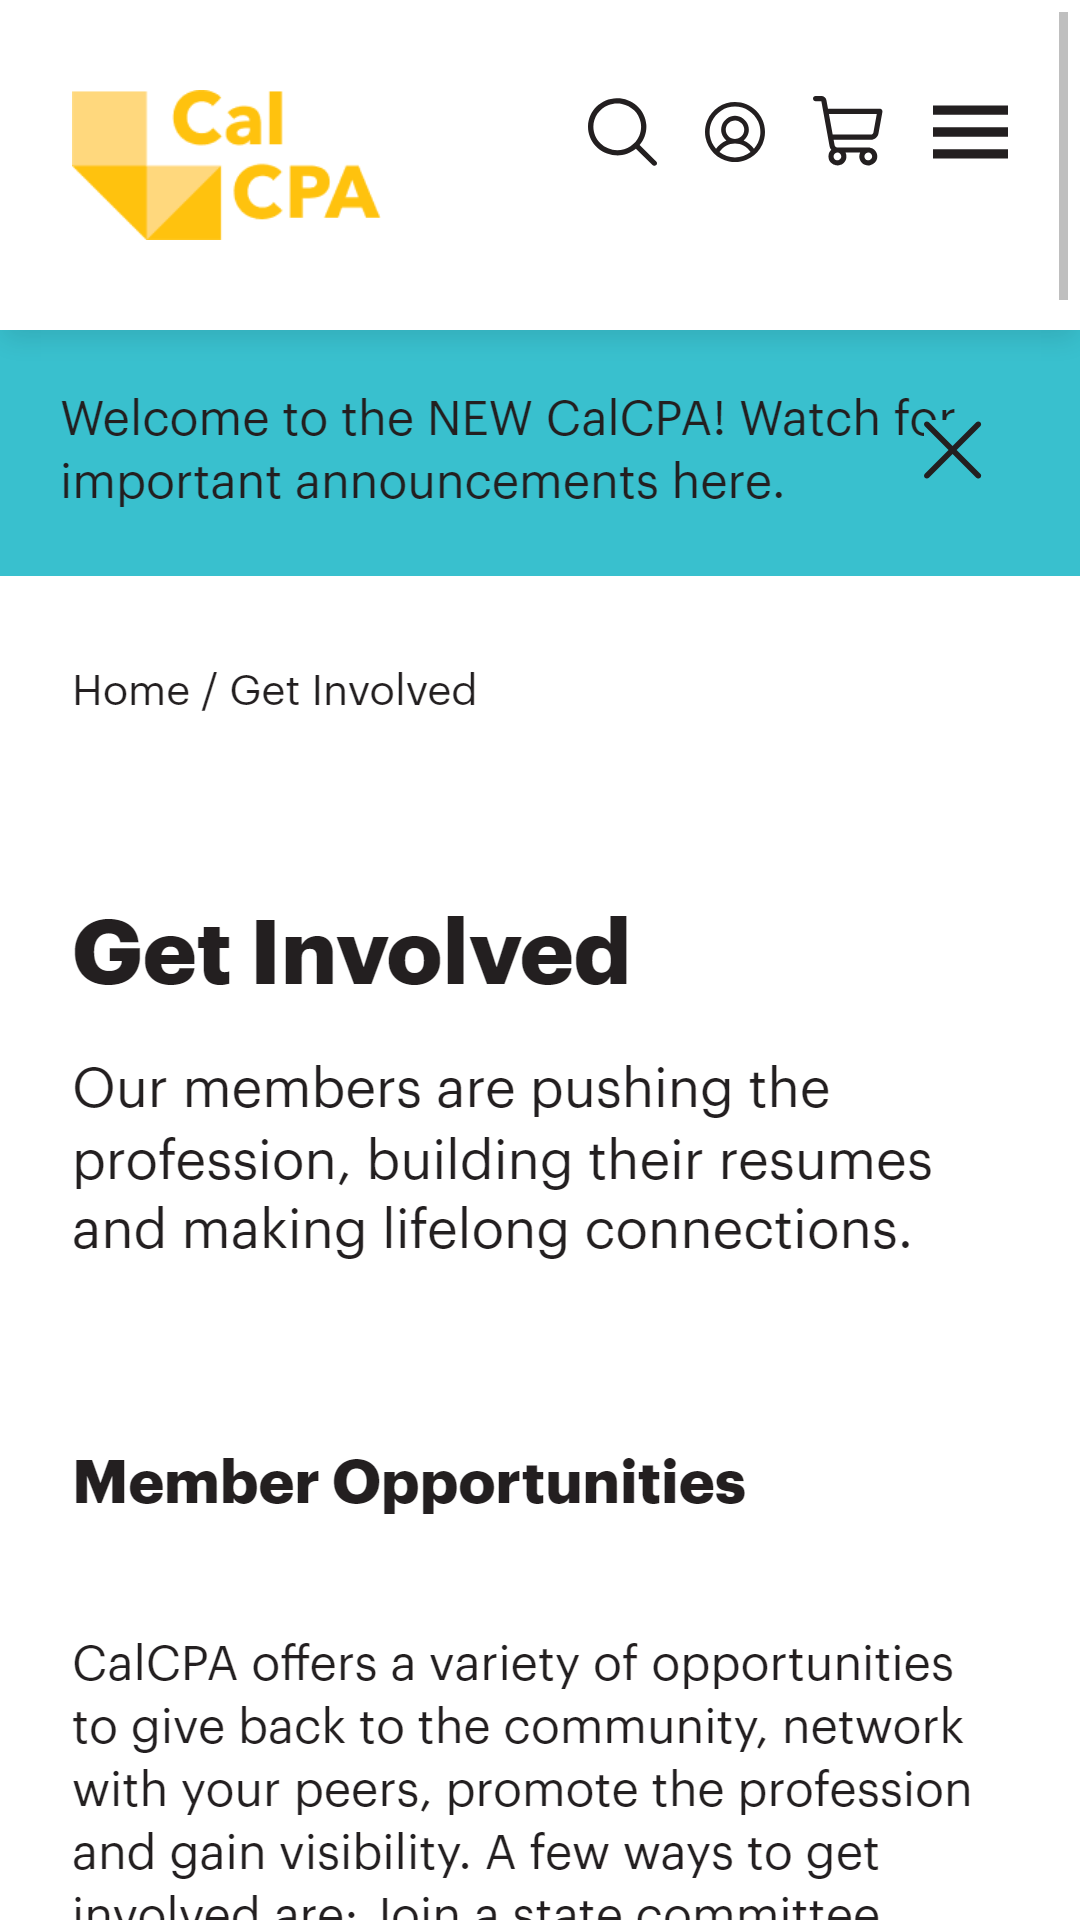 Cal
CPA
Welcome to the NEW CalCPA! Watch for
important announcements here.
Home / Get Involved
Get Involved
Our members are pushing the
profession, building their resumes
and making lifelong connections.
Member Opportunities
CalCPA offers a variety of opportunities
to give back to the community, network
with your peers, promote the profession
and gain visibility. A few ways to get
involved are: Join a state committee